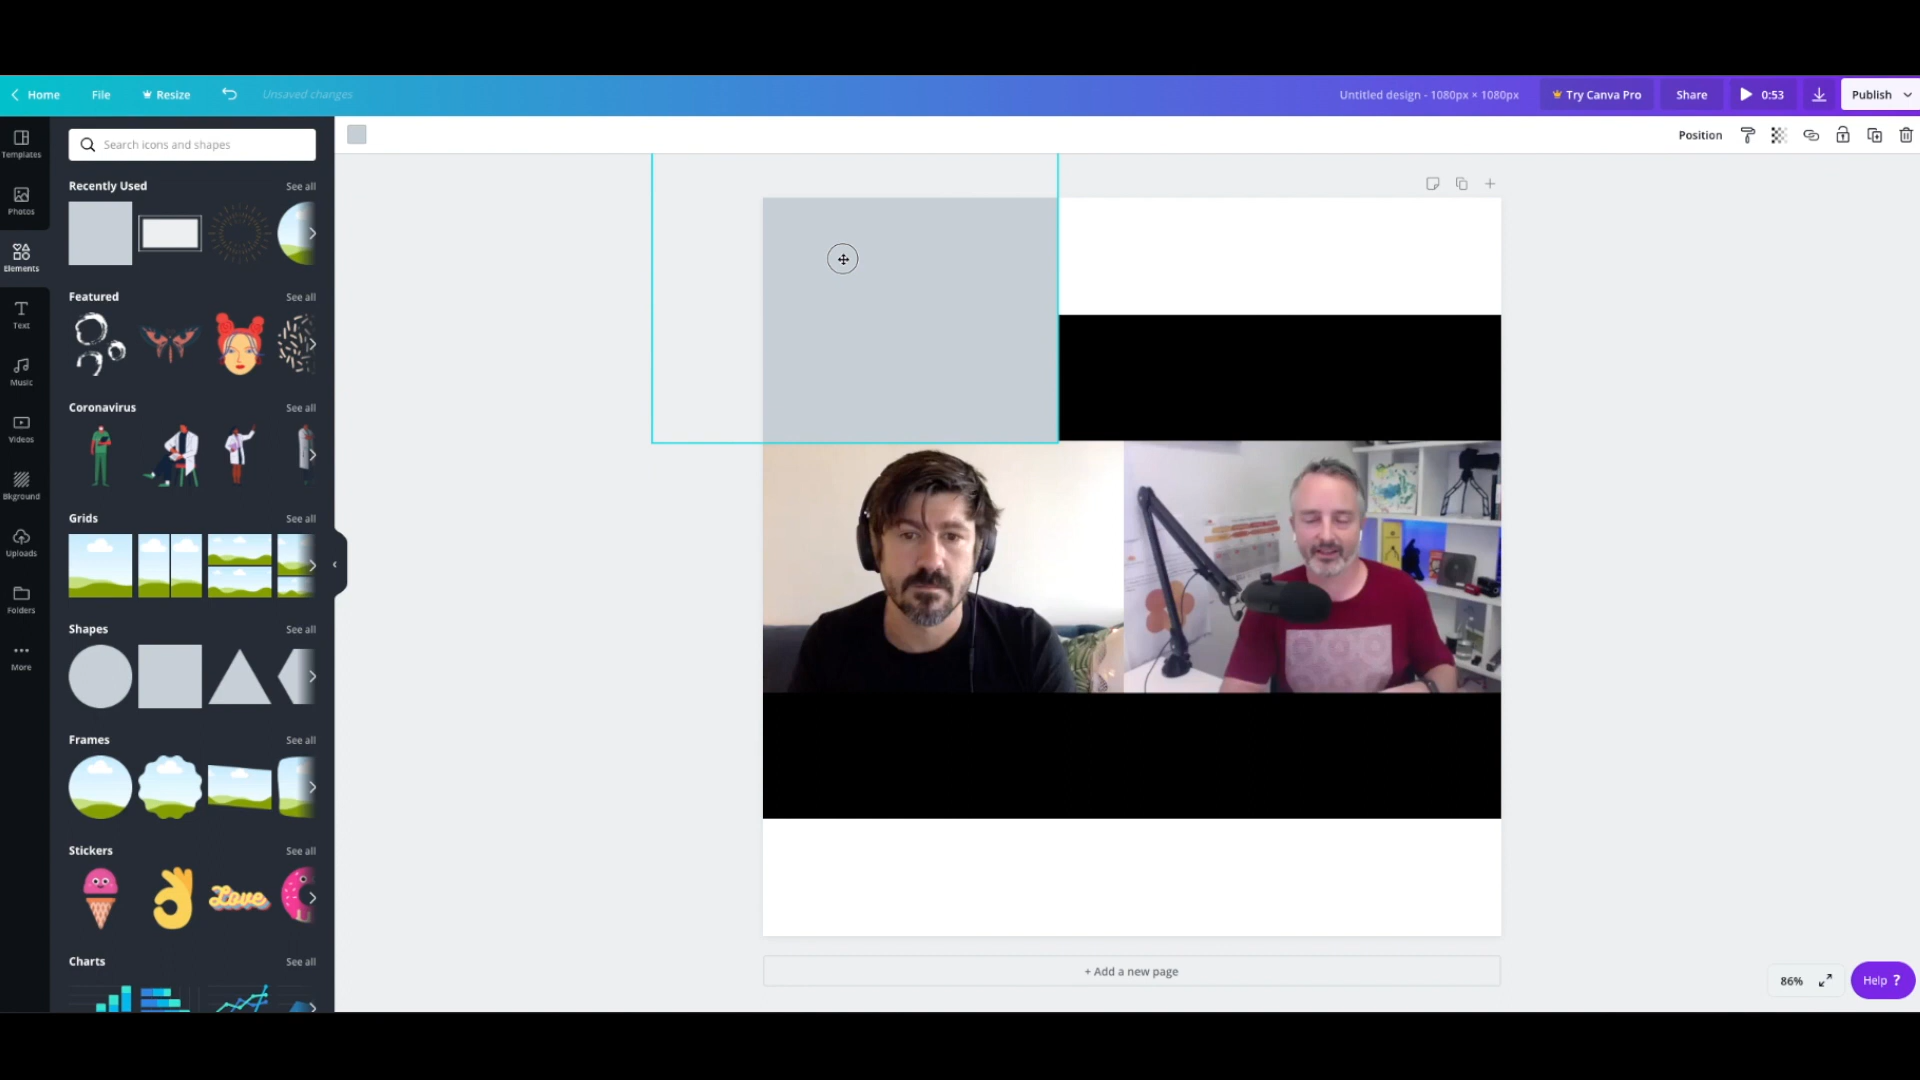 Home File Resize Unsaved changes Untitled design - 1080px × 1080px Try Canva Pro Share 0:53 Publish
Search icons and shapes
Position
Templates
Photos
Elements
Text
Music
Videos
Bkground
Uploads
Folders
More
Recently Used See all
Featured See all
Coronavirus See all
Grids See all
Shapes See all
Frames See all
Stickers See all
Love
Charts See all
+ Add a new page
86%
Help ?